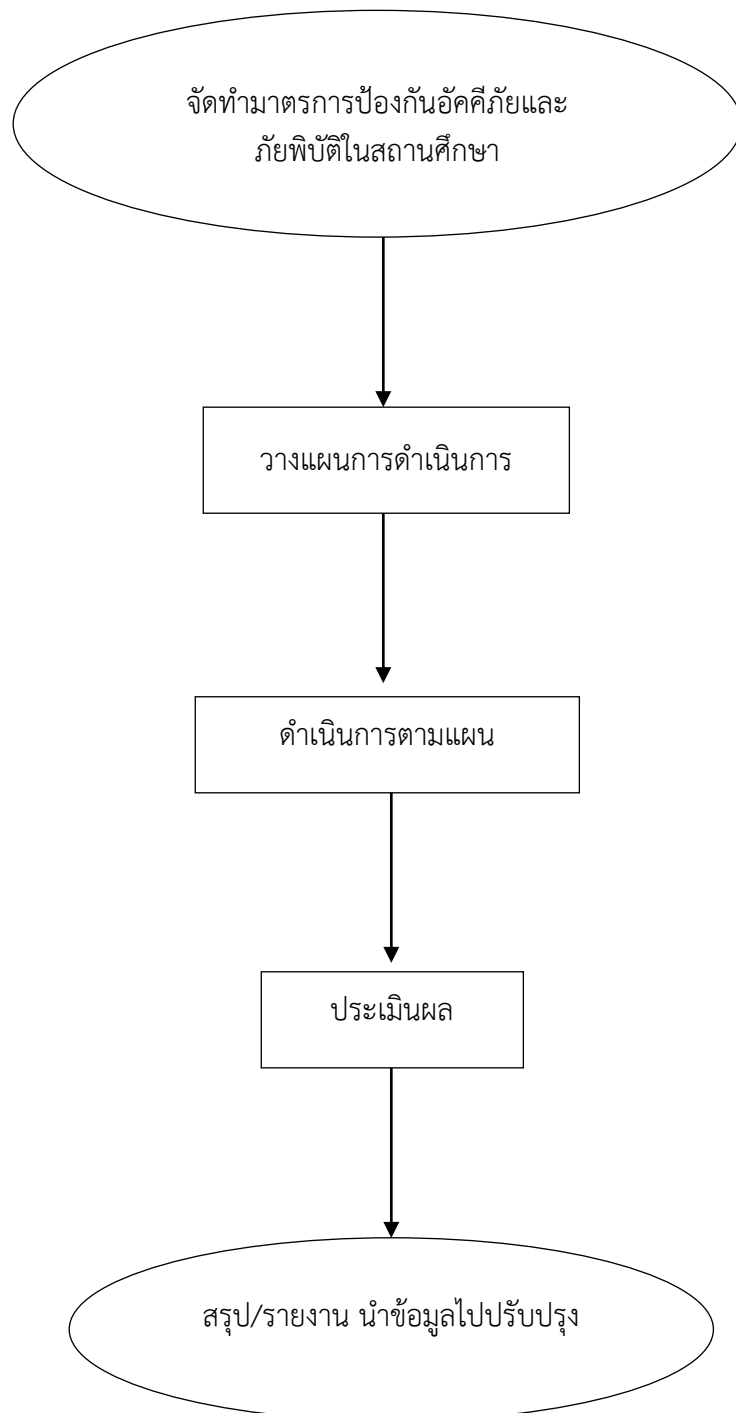 จัดทำมาตรการป้องกันอัคคีภัยและ
ภัยพิบัติในสถานศึกษา
วางแผนการดำเนินการ
ดำเนินการตามแผน
ประเมินผล
สรุป/รายงาน นำข้อมูลไปปรับปรุง